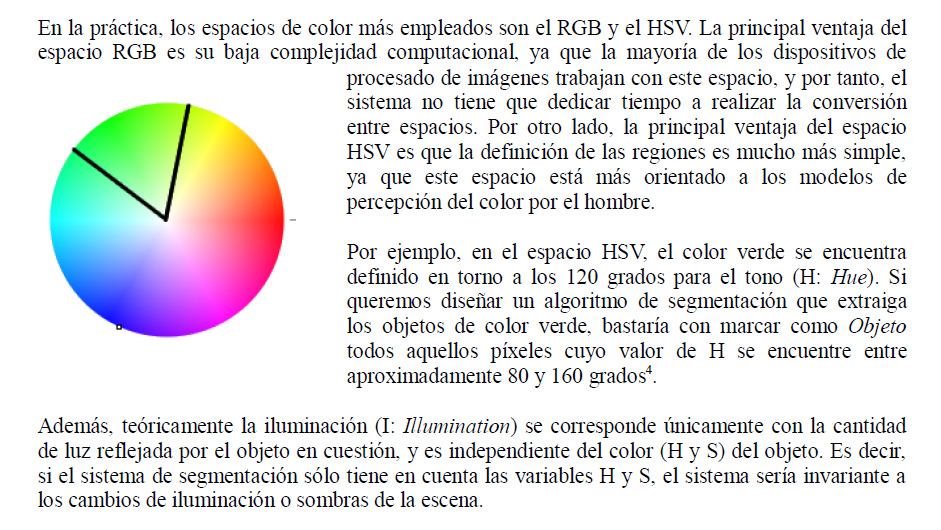 En la práctica, los espacios de color más empleados son el RGB y el HSV. La principal ventaja del
espacio RGB es su baja complejidad computacional, ya que la mayoría de los dispositivos de
procesado de imágenes trabajan con este espacio, y por tanto, el
sistema no tiene que dedicar tiempo a realizar la conversión
entre espacios. Por otro lado, la principal ventaja del espacio
HSV es que la definición de las regiones es mucho más simple,
ya que este espacio está más orientado a los modelos de
percepción del color por el hombre.
Por ejemplo, en el espacio HSV, el color verde se encuentra
definido en torno a los 120 grados para el tono (H: Hue). Si
queremos diseñar un algoritmo de segmentación que extraiga
los objetos de color verde, bastaría con marcar como Objeto
todos aquellos píxeles cuyo valor de H se encuentre entre
aproximadamente 80 y 160 grados⁴.
Además, teóricamente la iluminación (I: Illumination) se corresponde únicamente con la cantidad
de luz reflejada por el objeto en cuestión, y es independiente del color (H y S) del objeto. Es decir,
si el sistema de segmentación sólo tiene en cuenta las variables H y S, el sistema sería invariante a
los cambios de iluminación o sombras de la escena.